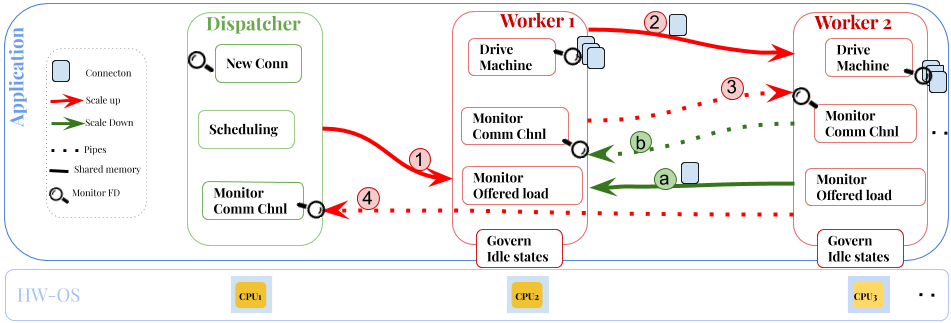 Application
Connecton
Scale up
Scale Down
Pipes
Shared memory
Monitor FD
Dispatcher
New Conn
Scheduling
Monitor
Comm Chnl
1
4
Worker 1
Drive
Machine
Monitor
Comm Chnl
Monitor
Offered load
Govern
Idle states
2
3
b
a
Worker 2
Drive
Machine
Monitor
Comm Chnl
Monitor
Offered load
Govern
Idle states
HW-OS
CPU1
CPU2
CPU3